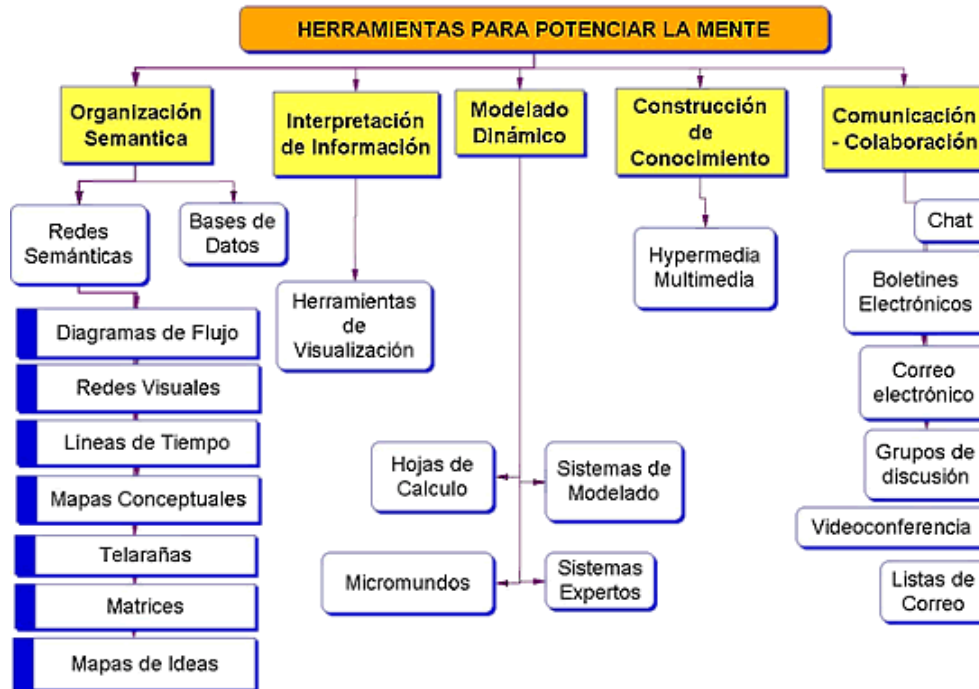 HERRAMIENTAS PARA POTENCIAR LA MENTE
Organización
Semantica
Redes
Semánticas
Bases de
Datos
Diagramas de Flujo
Redes Visuales
Líneas de Tiempo
Mapas Conceptuales
Telarañas
Matrices
Mapas de Ideas
Interpretación
de Información
Herramientas
de
Visualización
Modelado
Dinámico
Hojas de
Calculo
Sistemas de
Modelado
Micromundos
Sistemas
Expertos
Construcción
de
Conocimiento
Hypermedia
Multimedia
Comunicación
- Colaboración
Chat
Boletines
Electrónicos
Correo
electrónico
Grupos de
discusión
Videoconferencia
Listas de
Correo